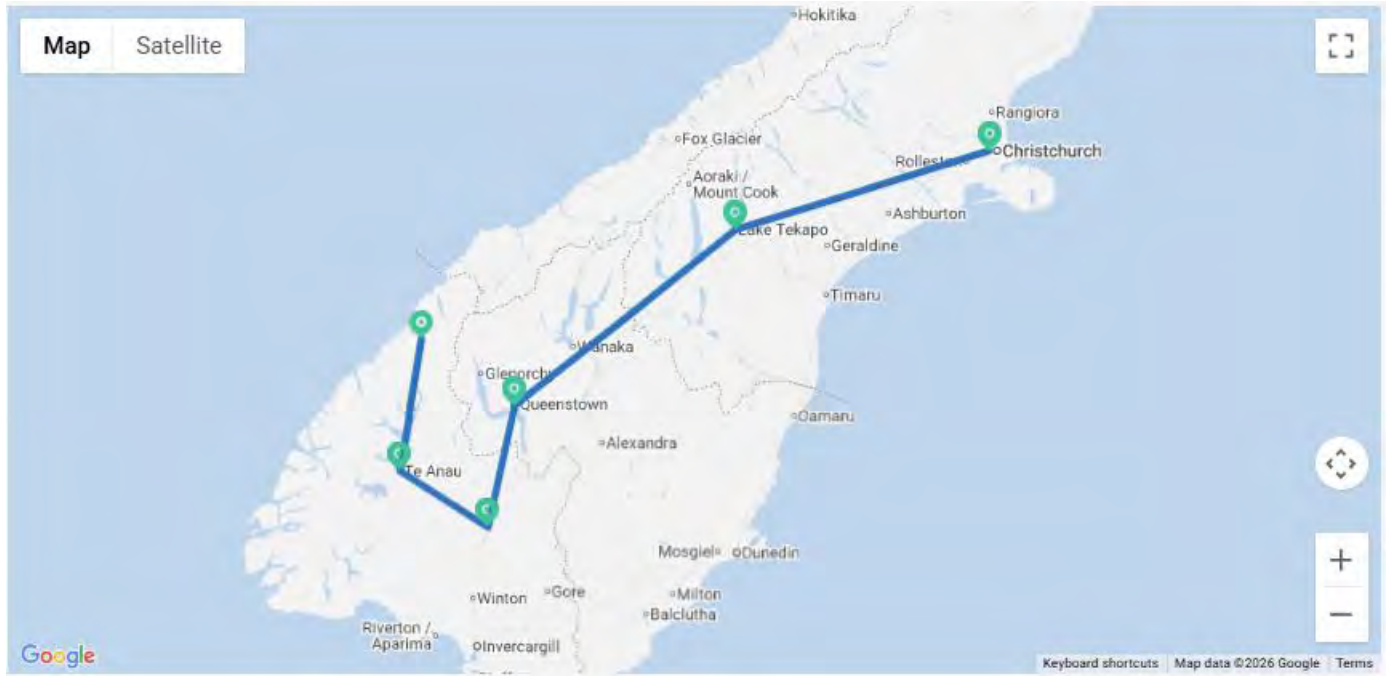 Map Satellite
Hokitika
Rangiora
Christchurch
Fox Glacier
Aoraki /
Mount Cook
Ashburton
Lake Tekapo
Geraldine
Timaru
Wanaka
Queenstown
Oamaru
Alexandra
Te Anau
Mosgiel Dunedin
Winton Gore Milton
Balclutha
Riverton /
Aparima
Invercargill
Google
Keyboard shortcuts Map data ©2026 Google Terms